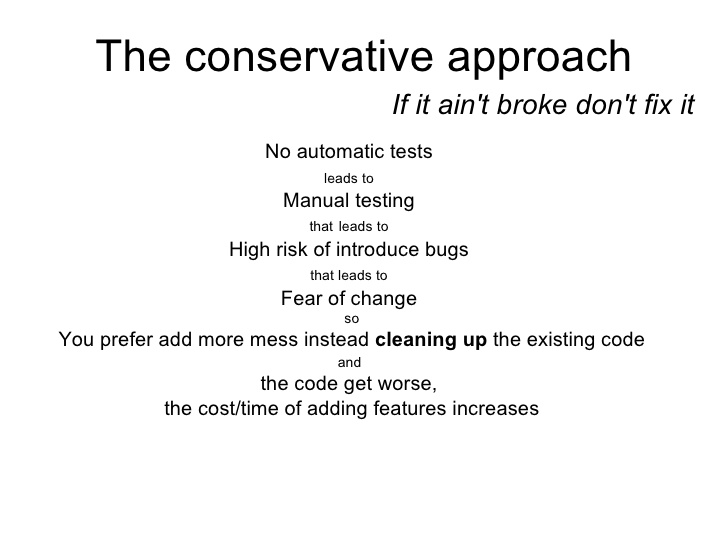 The conservative approach
If it ain't broke don't fix it
No automatic tests
leads to
Manual testing
that leads to
High risk of introduce bugs
that leads to
Fear of change
so
You prefer add more mess instead cleaning up the existing code
and
the code get worse,
the cost/time of adding features increases